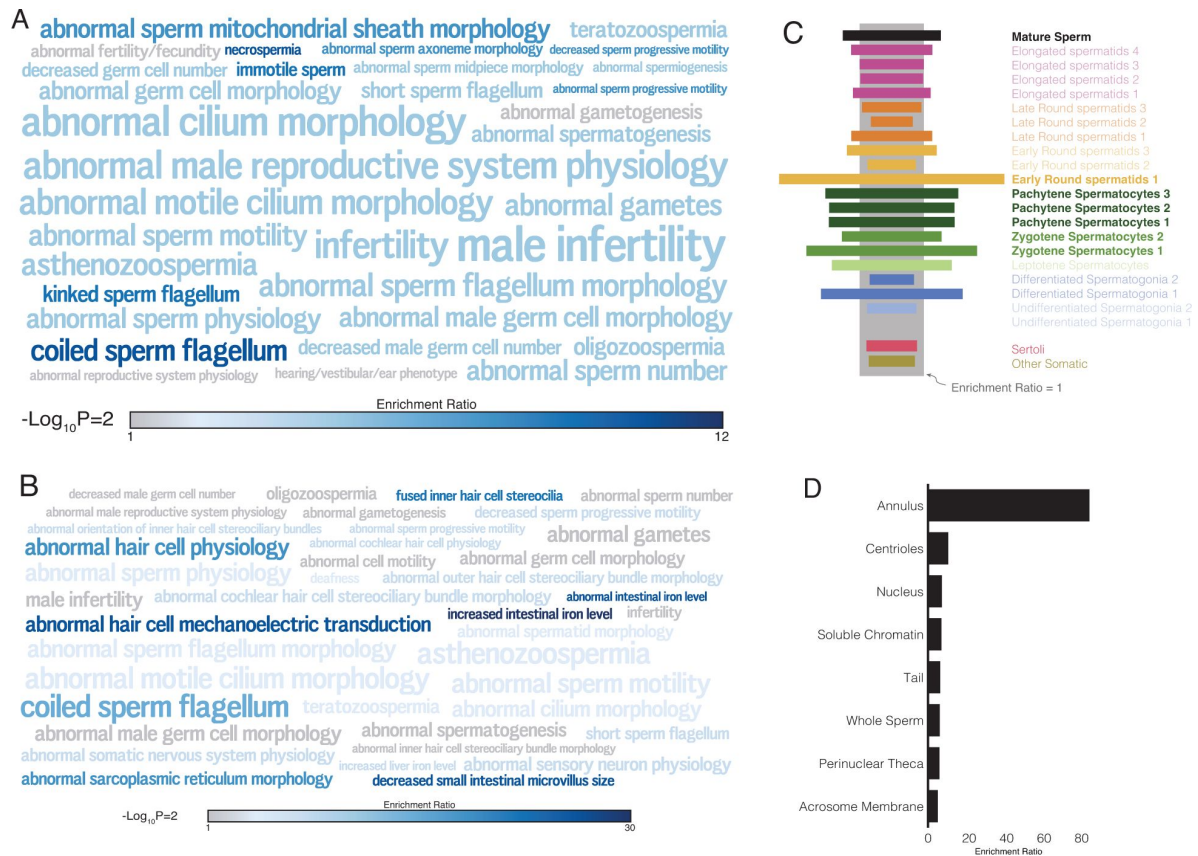 A
abnormal sperm mitochondrial sheath morphology teratozoospermia
abnormal fertility/fecundity necrospermia abnormal sperm axoneme morphology decreased sperm progressive motility
decreased germ cell number immotile sperm abnormal sperm midpiece morphology abnormal spermiogenesis
abnormal germ cell morphology short sperm flagellum abnormal sperm progressive motility
abnormal cilium morphology abnormal gametogenesis
abnormal spermatogenesis
abnormal male reproductive system physiology
abnormal motile cilium morphology abnormal gametes
abnormal sperm motility infertility male infertility
asthenozoospermia
kinked sperm flagellum abnormal sperm flagellum morphology
abnormal sperm physiology abnormal male germ cell morphology
coiled sperm flagellum decreased male germ cell number oligozoospermia
abnormal reproductive system physiology hearing/vestibular/ear phenotype abnormal sperm number
Enrichment Ratio
-Log10P=2
1 12
B
decreased male germ cell number oligozoospermia fused inner hair cell stereocilia abnormal sperm number
abnormal male reproductive system physiology abnormal gametogenesis decreased sperm progressive motility
abnormal orientation of inner hair cell stereociliary bundles abnormal sperm progressive motility abnormal gametes
abnormal hair cell physiology abnormal cochlear hair cell physiology
abnormal cell motility abnormal germ cell morphology
abnormal sperm physiology deafness abnormal outer hair cell stereociliary bundle morphology
male infertility abnormal cochlear hair cell stereociliary bundle morphology abnormal intestinal iron level
increased intestinal iron level infertility
abnormal hair cell mechanoelectric transduction abnormal spermatid morphology
abnormal sperm flagellum morphology asthenozoospermia
abnormal motile cilium morphology abnormal sperm motility
coiled sperm flagellum teratozoospermia abnormal cilium morphology
abnormal male germ cell morphology abnormal spermatogenesis short sperm flagellum
abnormal somatic nervous system physiology abnormal inner hair cell stereociliary bundle morphology
increased liver iron level abnormal sensory neuron physiology
abnormal sarcoplasmic reticulum morphology decreased small intestinal microvillus size
Enrichment Ratio
-Log10P=2
1 30
C
Mature Sperm
Elongated spermatids 4
Elongated spermatids 3
Elongated spermatids 2
Elongated spermatids 1
Late Round spermatids 3
Late Round spermatids 2
Late Round spermatids 1
Early Round spermatids 3
Early Round spermatids 2
Early Round spermatids 1
Pachytene Spermatocytes 3
Pachytene Spermatocytes 2
Pachytene Spermatocytes 1
Zygotene Spermatocytes 2
Zygotene Spermatocytes 1
Leptotene Spermatocytes
Differentiated Spermatogonia 2
Differentiated Spermatogonia 1
Undifferentiated Spermatogonia 2
Undifferentiated Spermatogonia 1
Sertoli
Other Somatic
Enrichment Ratio = 1
D
Annulus
Centrioles
Nucleus
Soluble Chromatin
Tail
Whole Sperm
Perinuclear Theca
Acrosome Membrane
0 20 40 60 80
Enrichment Ratio